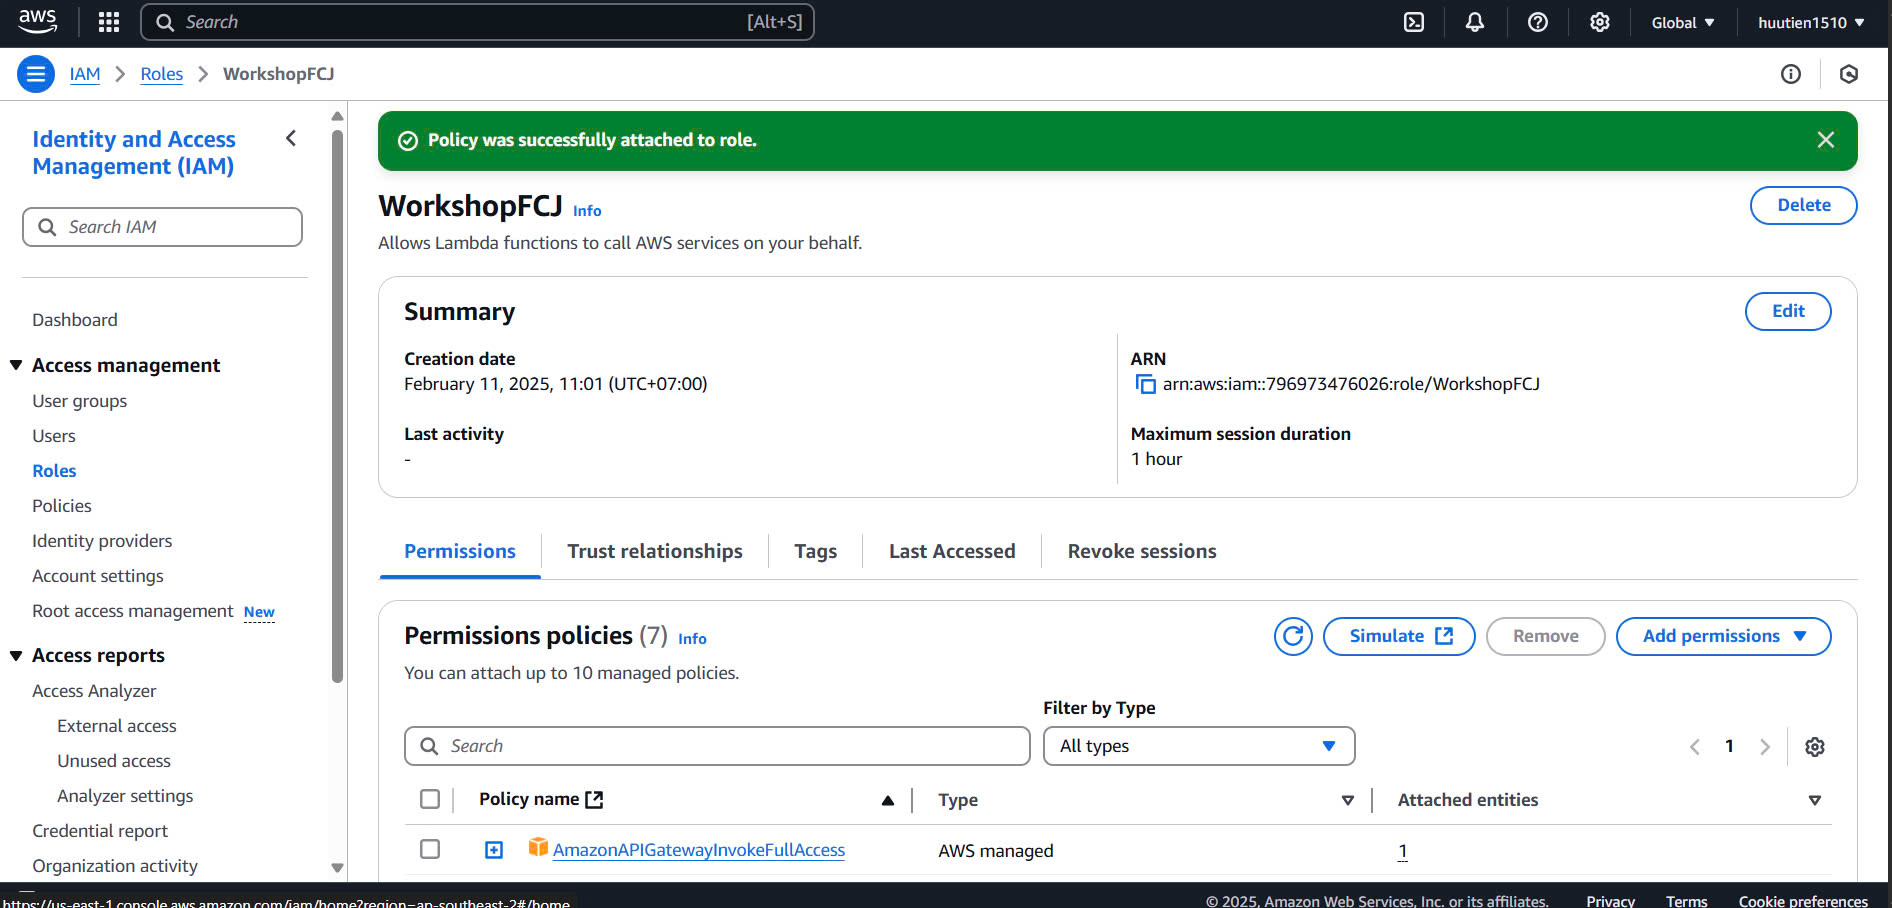 aws
Search [Alt+S]
Global
huutien1510
IAM > Roles > WorkshopFCJ
Identity and Access
Management (IAM)
Search IAM
Dashboard
Access management
User groups
Users
Roles
Policies
Identity providers
Account settings
Root access management New
Access reports
Access Analyzer
External access
Unused access
Analyzer settings
Credential report
Organization activity
Policy was successfully attached to role.
WorkshopFCJ Info
Delete
Allows Lambda functions to call AWS services on your behalf.
Summary
Edit
Creation date
February 11, 2025, 11:01 (UTC+07:00)
ARN
arn:aws:iam::796973476026:role/WorkshopFCJ
Last activity
-
Maximum session duration
1 hour
Permissions
Trust relationships
Tags
Last Accessed
Revoke sessions
Permissions policies (7) Info
Simulate
Remove
Add permissions
You can attach up to 10 managed policies.
Filter by Type
Search
All types
1
Policy name
Type
Attached entities
AmazonAPIGatewayInvokeFullAccess
AWS managed
1
https://us-east-1.console.aws.amazon.com/iam/home?region=ap-southeast-2#/home
© 2025, Amazon Web Services, Inc. or its affiliates.
Privacy
Terms
Cookie preferences